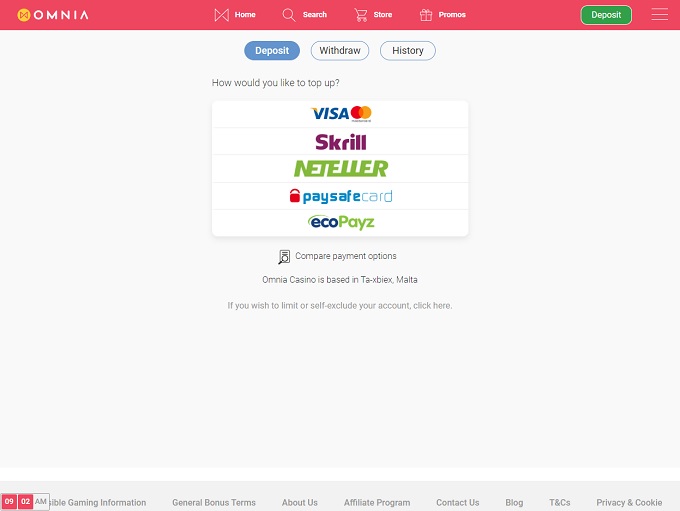 OMNIA
Home
Search
Store
Promos
Deposit
Deposit
Withdraw
History
How would you like to top up?
VISA
Skrill
NETELLER
paysafecard
ecoPayz
Compare payment options
Omnia Casino is based in Ta-xbiex, Malta
If you wish to limit or self-exclude your account, click here.
09 02 AM
sible Gaming Information
General Bonus Terms
About Us
Affiliate Program
Contact Us
Blog
T&Cs
Privacy & Cookie